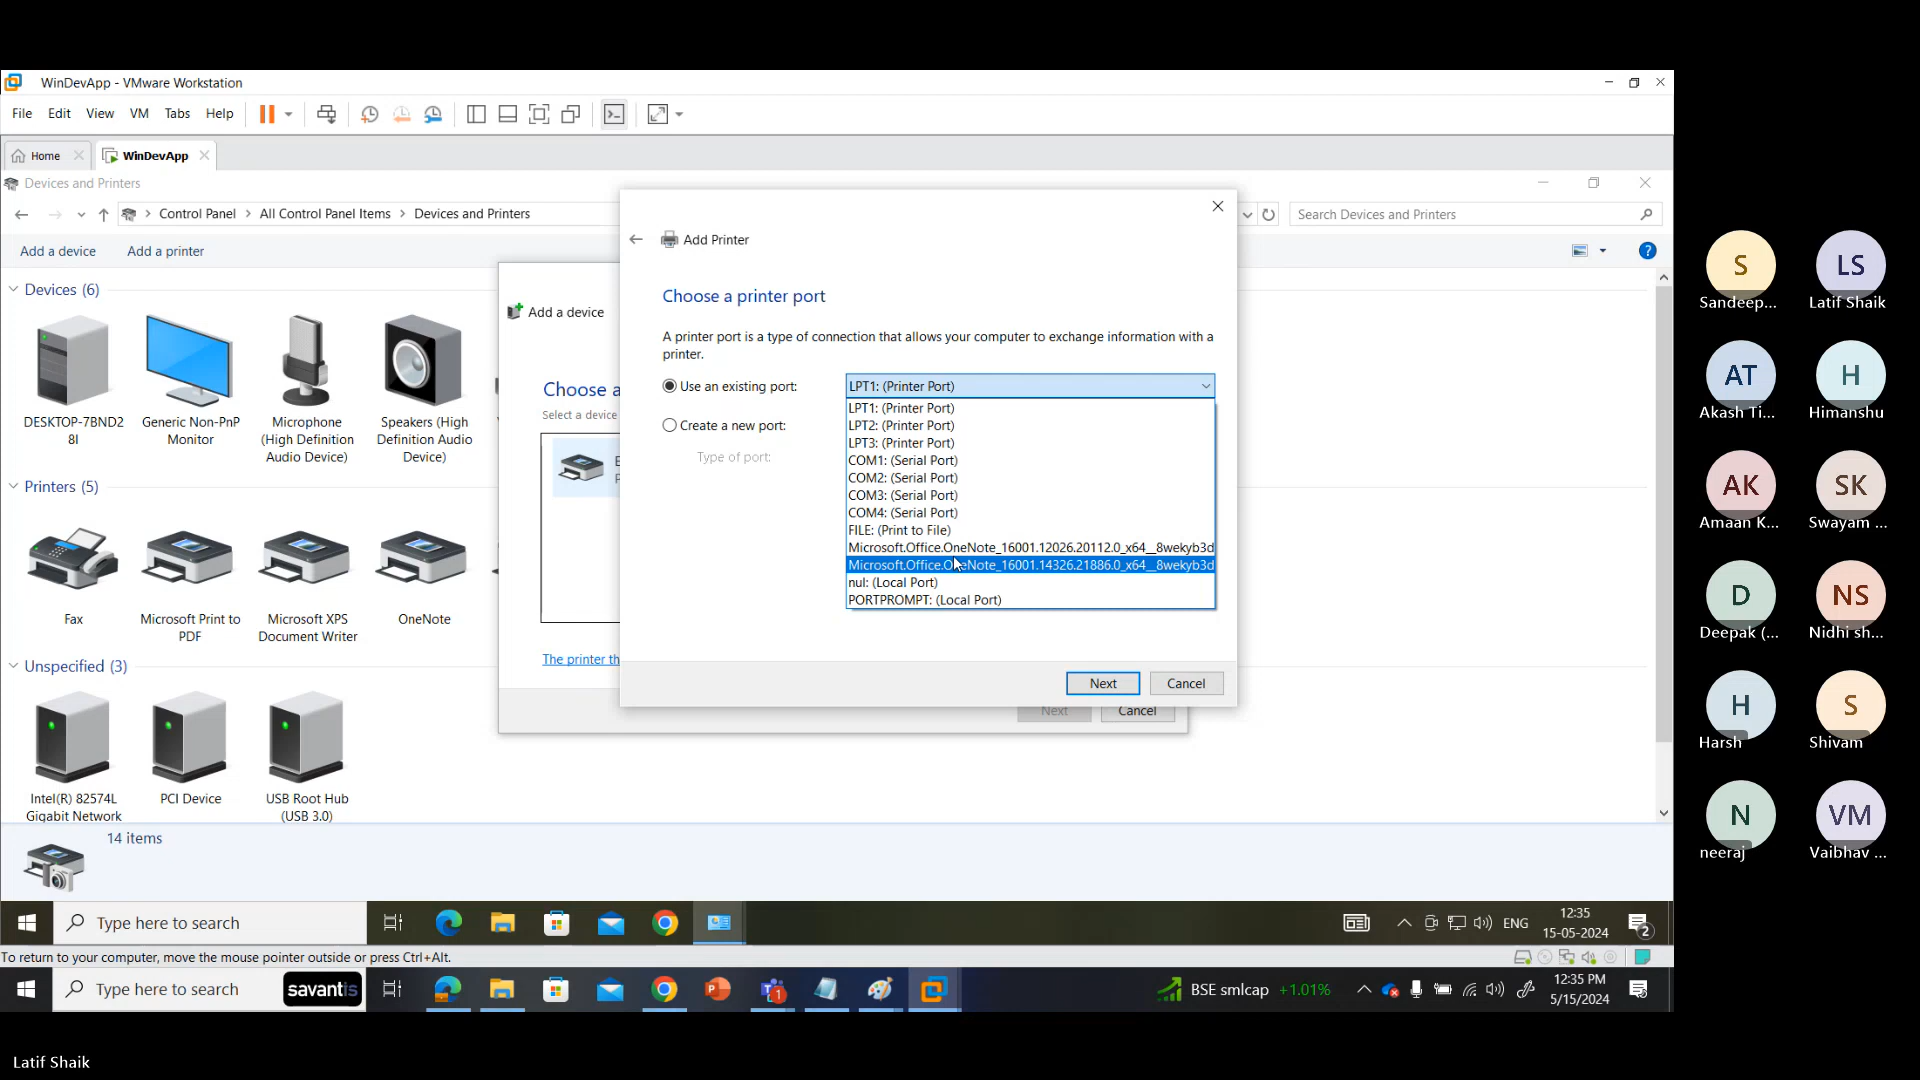 WinDevApp - VMware Workstation
File Edit View VM Tabs Help
Home WinDevApp
Devices and Printers
Control Panel > All Control Panel Items > Devices and Printers
Search Devices and Printers
Add a device Add a printer
Devices (6)
DESKTOP-7BND2
8I
Generic Non-PnP
Monitor
Microphone
(High Definition
Audio Device)
Speakers (High
Definition Audio
Device)
Printers (5)
Fax
Microsoft Print to
PDF
Microsoft XPS
Document Writer
OneNote
Unspecified (3)
Intel(R) 82574L
Gigabit Network
PCI Device
USB Root Hub
(USB 3.0)
14 items
Add a device
Choose a
Select a device
The printer th
Next Cancel
Add Printer
Choose a printer port
A printer port is a type of connection that allows your computer to exchange information with a
printer.
Use an existing port:
LPT1: (Printer Port)
Create a new port:
Type of port:
LPT1: (Printer Port)
LPT2: (Printer Port)
LPT3: (Printer Port)
COM1: (Serial Port)
COM2: (Serial Port)
COM3: (Serial Port)
COM4: (Serial Port)
FILE: (Print to File)
Microsoft.Office.OneNote_16001.12026.20112.0_x64__8wekyb3d
Microsoft.Office.OneNote_16001.14326.21886.0_x64__8wekyb3d
nul: (Local Port)
PORTPROMPT: (Local Port)
Next Cancel
Type here to search
ENG
12:35
15-05-2024
2
To return to your computer, move the mouse pointer outside or press Ctrl+Alt.
Type here to search
savantis
1
BSE smlcap +1.01%
12:35 PM
5/15/2024
S
Sandeep...
LS
Latif Shaik
AT
Akash Ti...
H
Himanshu
AK
Amaan K...
SK
Swayam ...
D
Deepak (...
NS
Nidhi sh...
H
Harsh
S
Shivam
N
neeraj
VM
Vaibhav ...
Latif Shaik